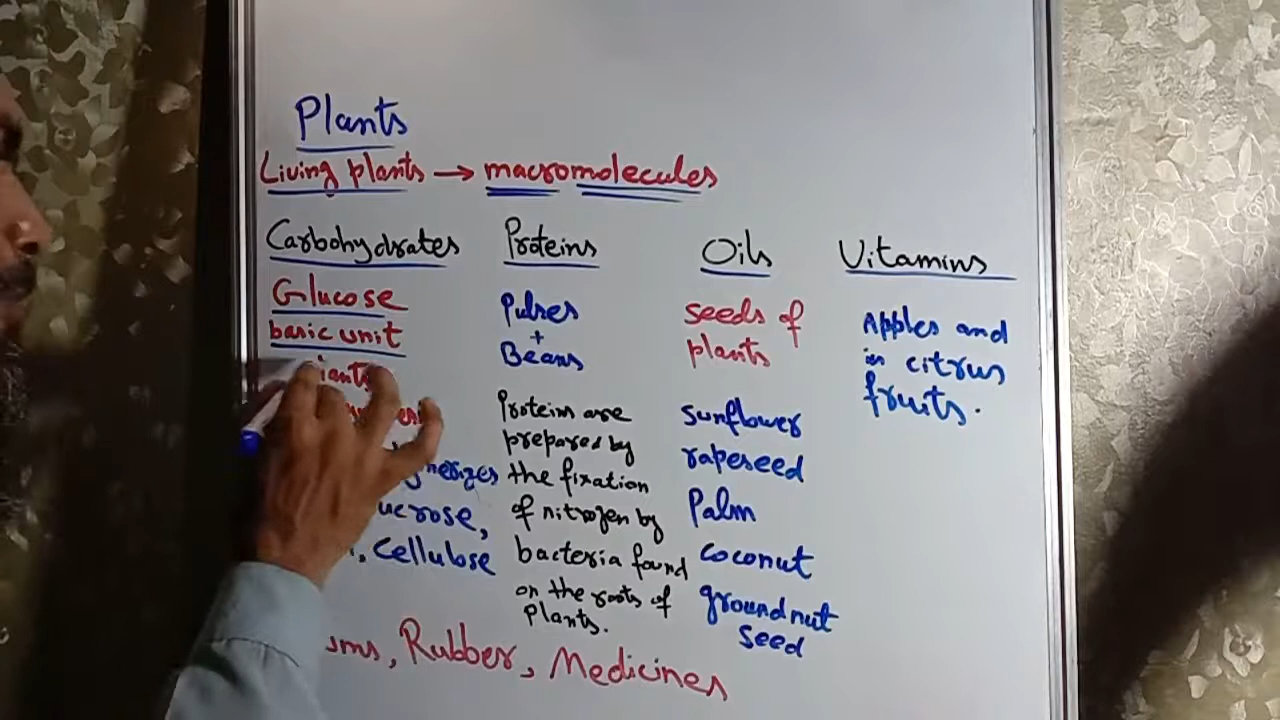 Plants
Living plants → macromolecules
Carbohydrates
Glucose
basic unit
Proteins
Pulses
+
Beans
Proteins are
prepared by
the fixation
of nitrogen by
bacteria found
on the roots of
Plants.
Oils
seeds of
plants
sunflower
rapeseed
Palm
coconut
groundnut
seed
Vitamins
Apples and
in citrus
fruits.
, Cellulose
Rubber, Medicines